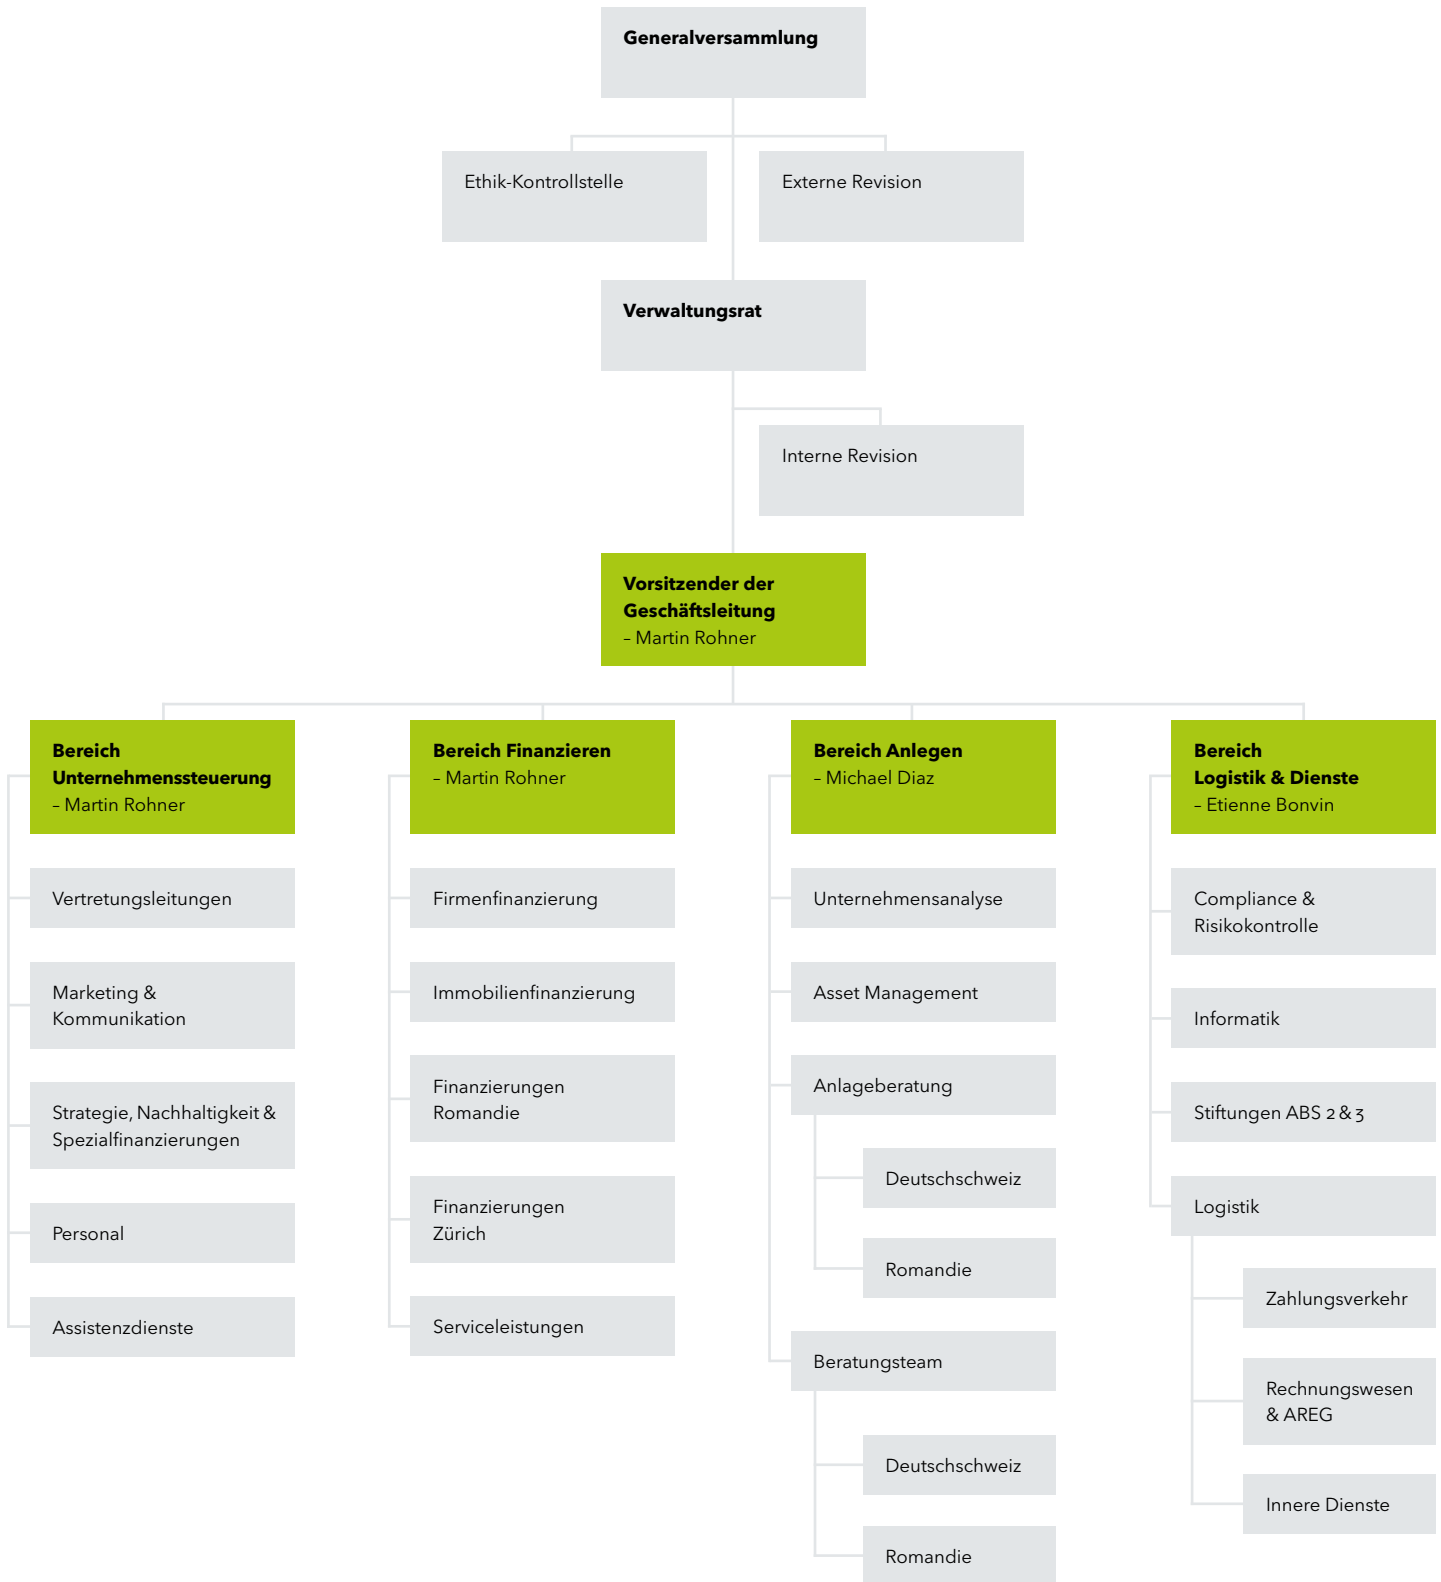 Generalversammlung
Ethik-Kontrollstelle
Externe Revision
Verwaltungsrat
Interne Revision
Vorsitzender der
Geschäftsleitung
– Martin Rohner
Bereich
Unternehmenssteuerung
– Martin Rohner
Vertretungsleitungen
Marketing &
Kommunikation
Strategie, Nachhaltigkeit &
Spezialfinanzierungen
Personal
Assistenzdienste
Bereich Finanzieren
– Martin Rohner
Firmenfinanzierung
Immobilienfinanzierung
Finanzierungen
Romandie
Finanzierungen
Zürich
Serviceleistungen
Bereich Anlegen
– Michael Diaz
Unternehmensanalyse
Asset Management
Anlageberatung
Deutschschweiz
Romandie
Beratungsteam
Deutschschweiz
Romandie
Bereich
Logistik & Dienste
– Etienne Bonvin
Compliance &
Risikokontrolle
Informatik
Stiftungen ABS 2 & 3
Logistik
Zahlungsverkehr
Rechnungswesen
& AREG
Innere Dienste